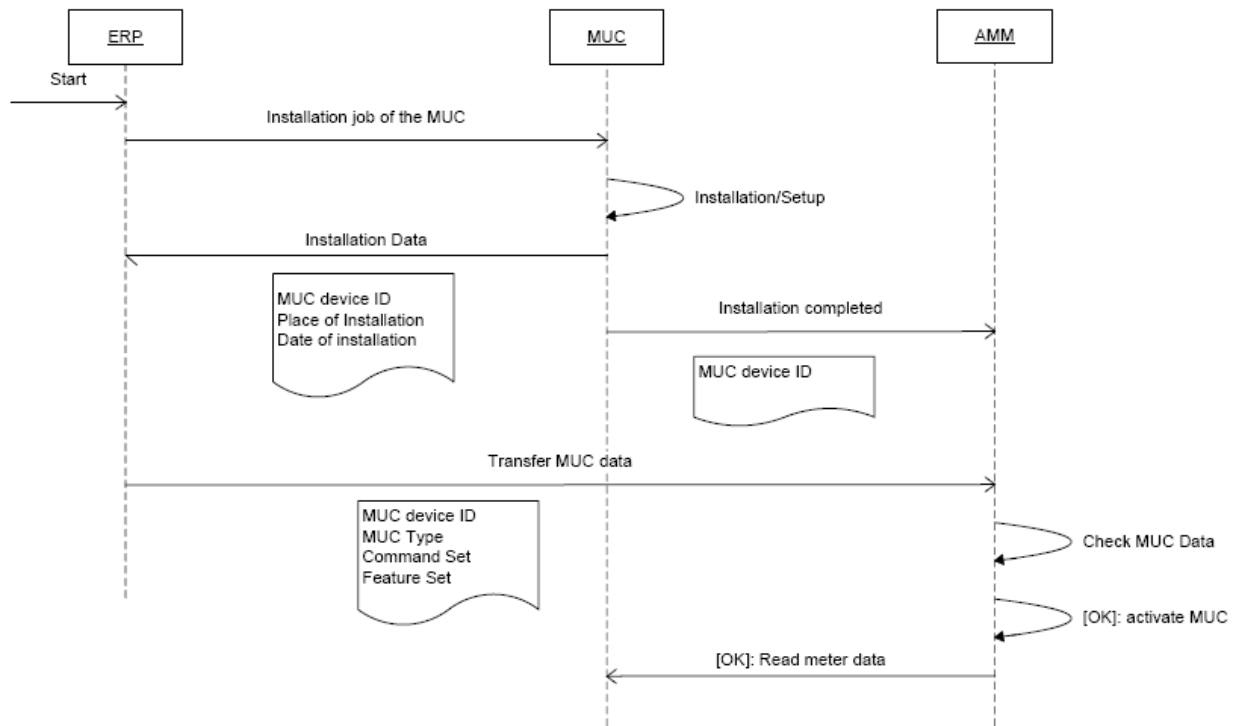 ERP
MUC
AMM
Start
Installation job of the MUC
Installation/Setup
Installation Data
MUC device ID
Place of Installation
Date of installation
Installation completed
MUC device ID
Transfer MUC data
MUC device ID
MUC Type
Command Set
Feature Set
Check MUC Data
[OK]: activate MUC
[OK]: Read meter data